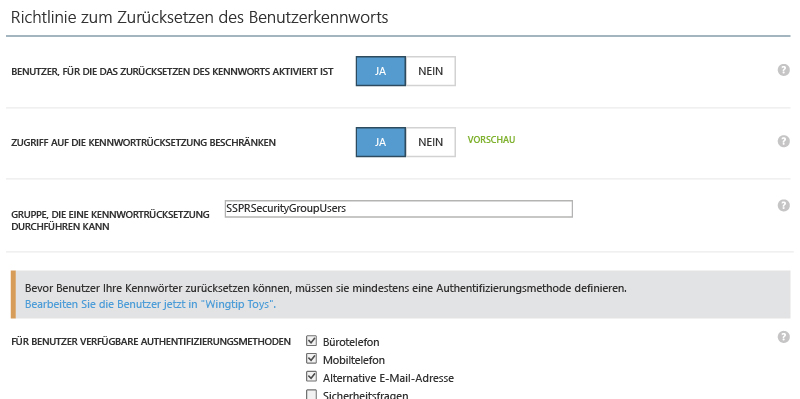 Richtlinie zum Zurücksetzen des Benutzerkennworts
BENUTZER, FÜR DIE DAS ZURÜCKSETZEN DES KENNWORTS AKTIVIERT IST
JA
NEIN
?
ZUGRIFF AUF DIE KENNWORTRÜCKSETZUNG BESCHRÄNKEN
JA
NEIN
VORSCHAU
?
GRUPPE, DIE EINE KENNWORTRÜCKSETZUNG
DURCHFÜHREN KANN
SSPRSecurityGroupUsers
?
Bevor Benutzer Ihre Kennwörter zurücksetzen können, müssen sie mindestens eine Authentifizierungsmethode definieren.
Bearbeiten Sie die Benutzer jetzt in "Wingtip Toys".
FÜR BENUTZER VERFÜGBARE AUTHENTIFIZIERUNGSMETHODEN
Bürotelefon
?
Mobiltelefon
Alternative E-Mail-Adresse
Sicherheitsfragen